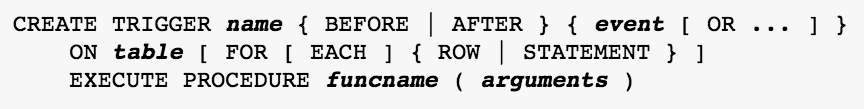 CREATE TRIGGER name { BEFORE | AFTER } { event [ OR ... ] }
ON table [ FOR [ EACH ] { ROW | STATEMENT } ]
EXECUTE PROCEDURE funcname ( arguments )